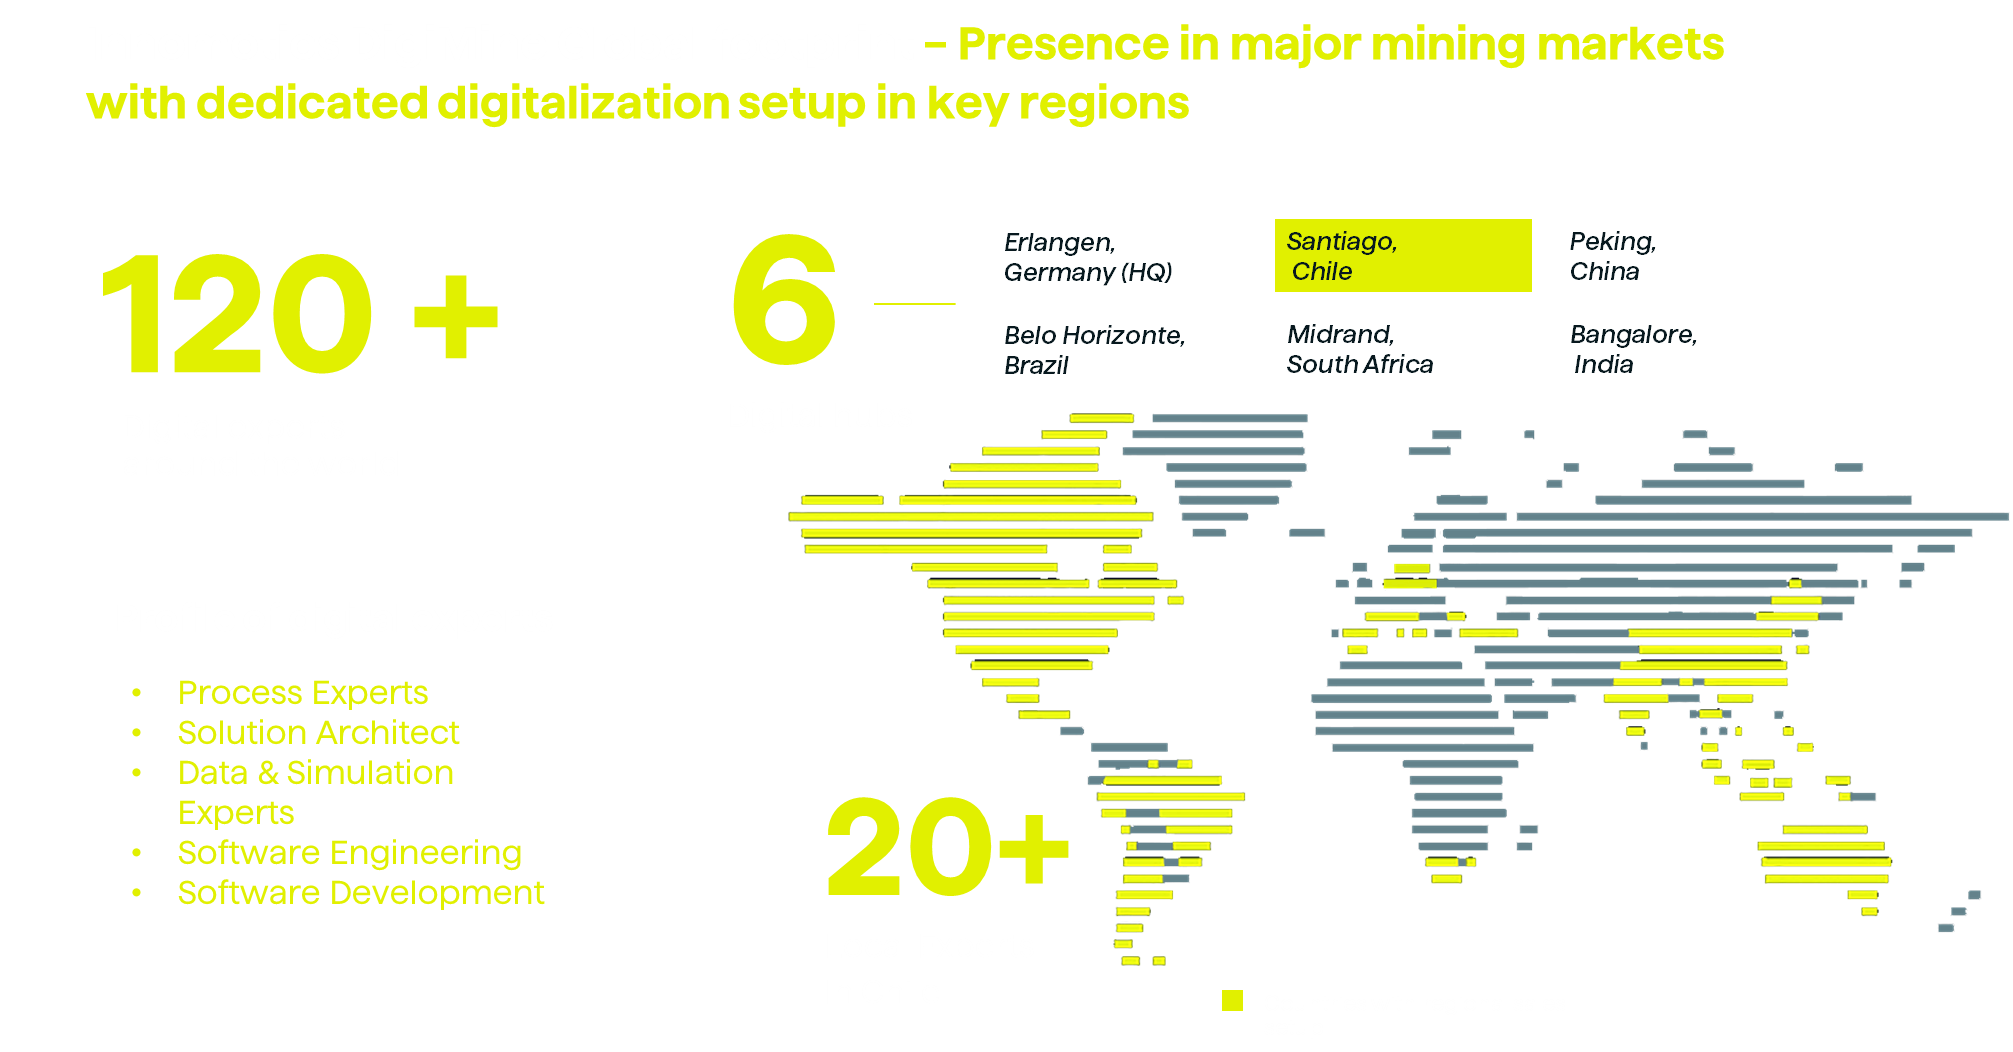 – Presence in major mining markets
with dedicated digitalization setup in key regions
120 +
6
Erlangen,
Germany (HQ)
Santiago,
Chile
Peking,
China
Belo Horizonte,
Brazil
Midrand,
South Africa
Bangalore,
India
• Process Experts
• Solution Architect
• Data & Simulation
Experts
• Software Engineering
• Software Development
20+